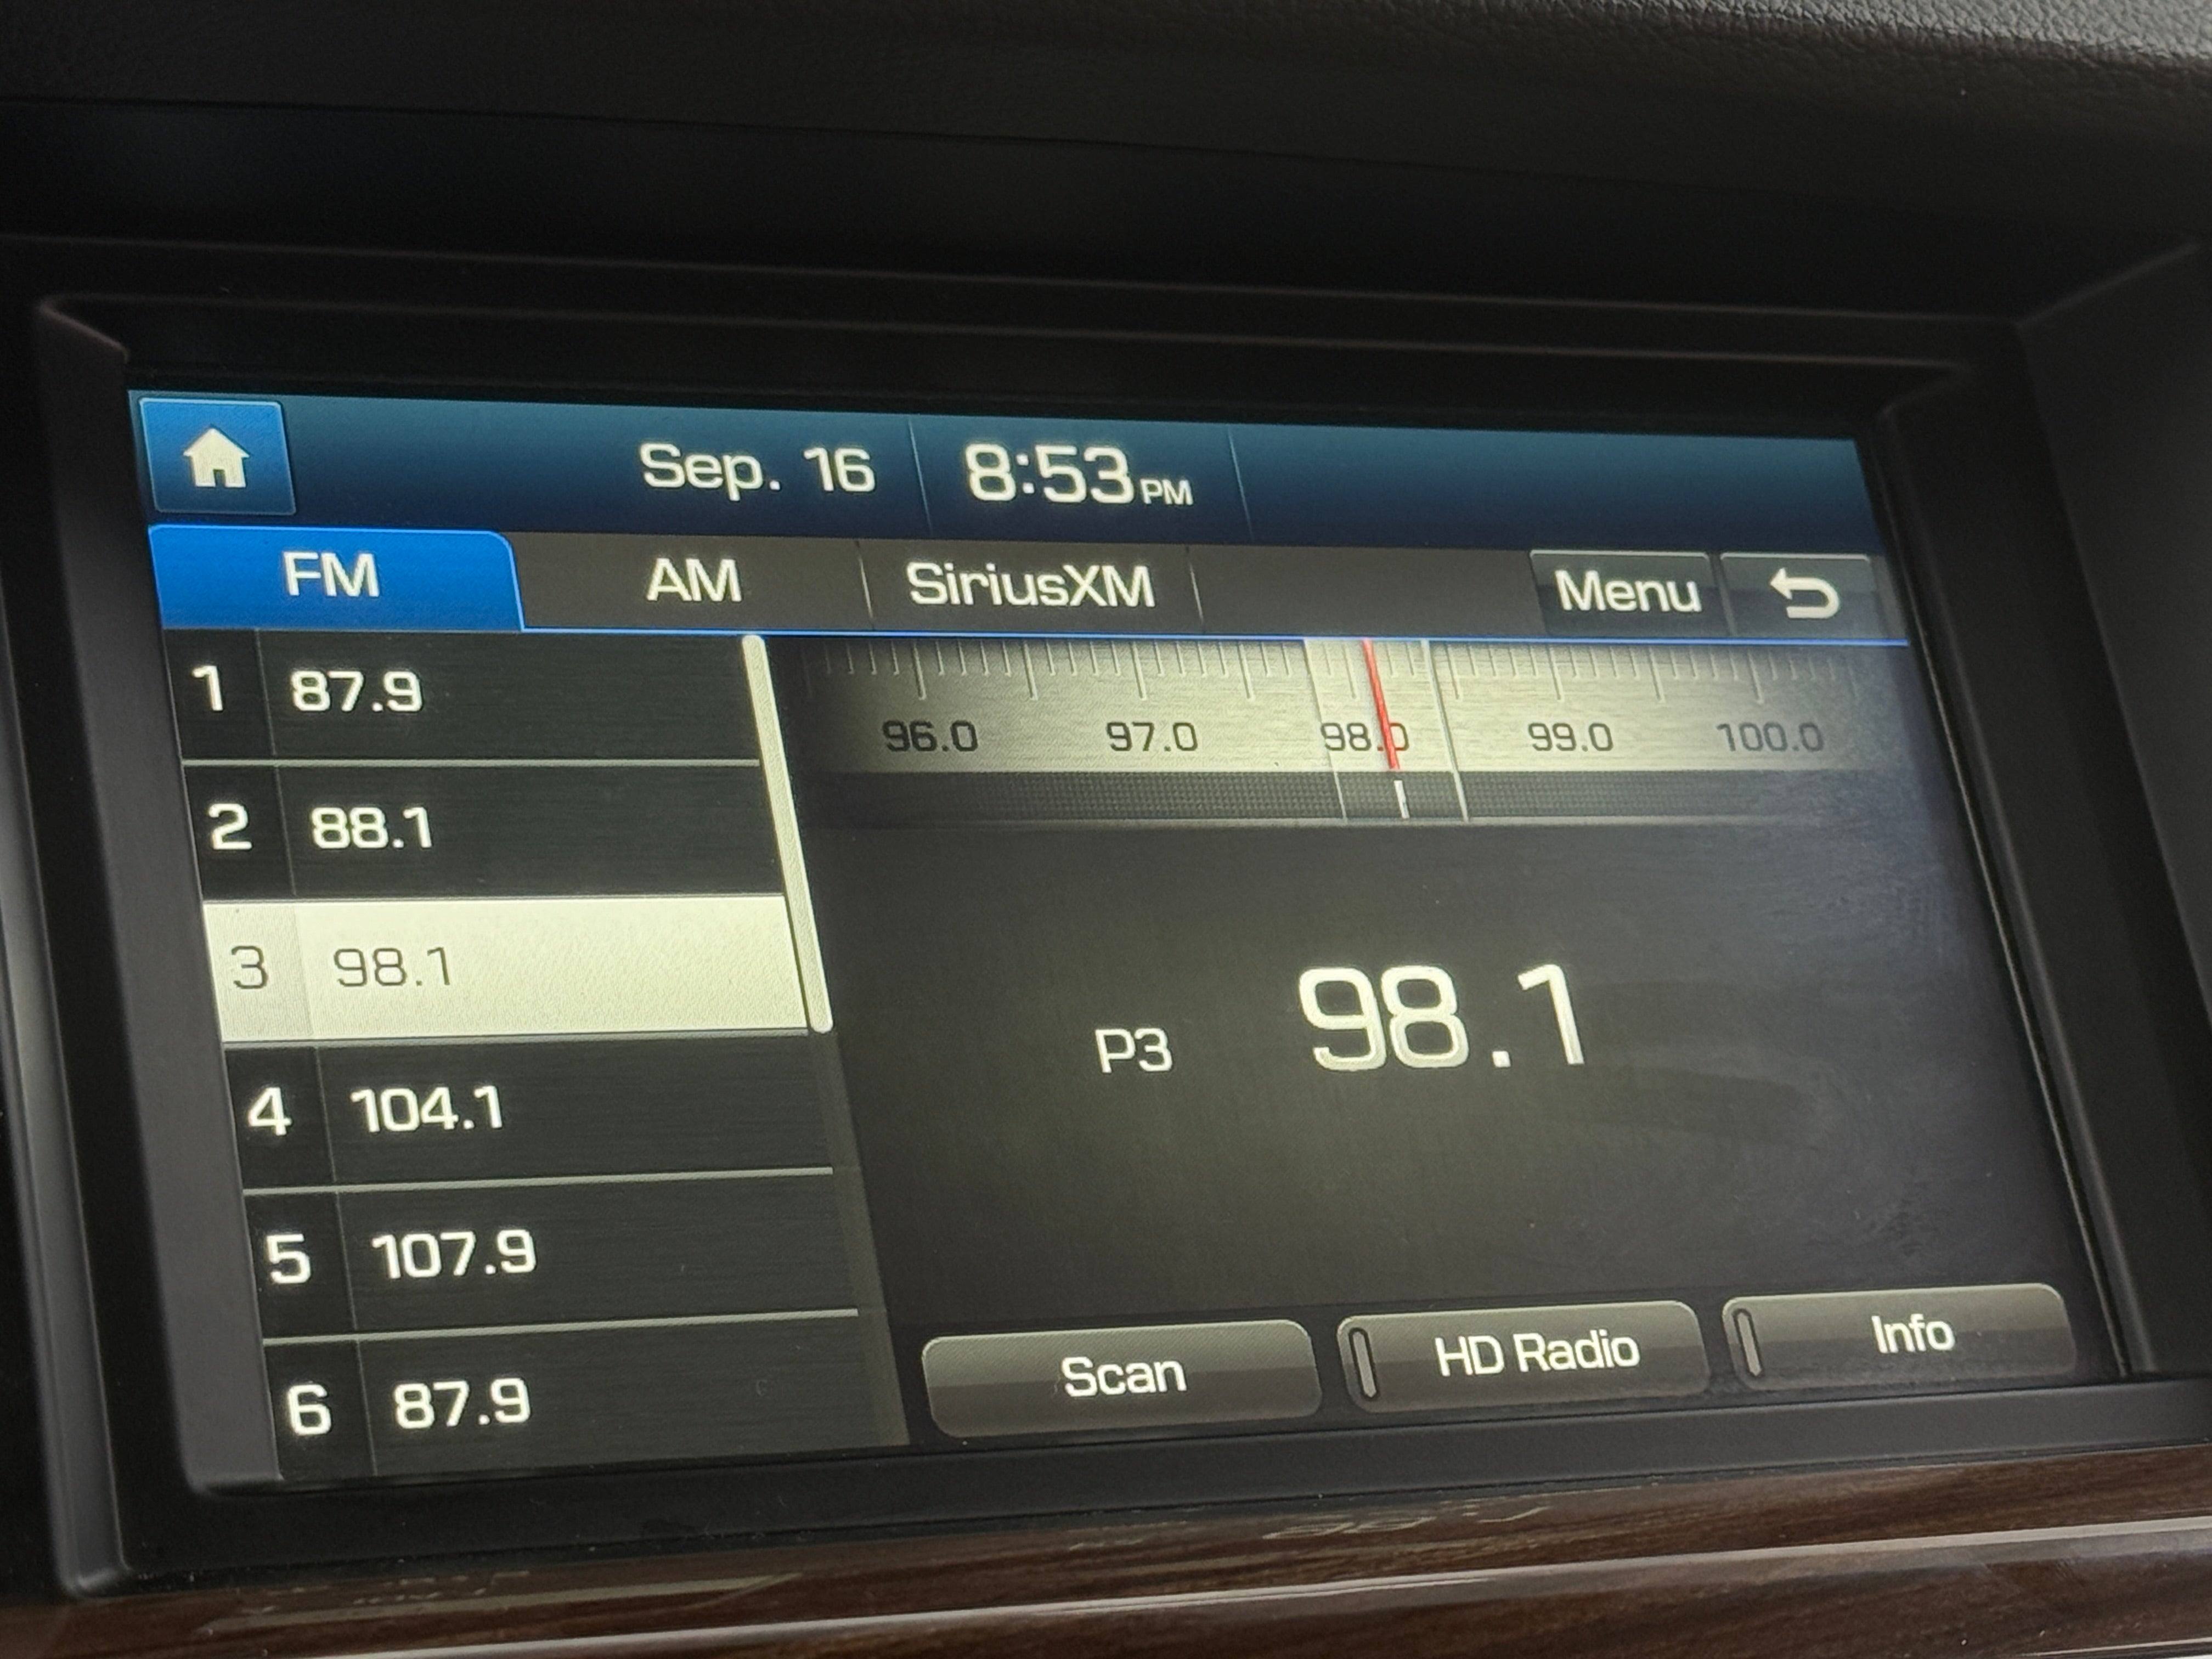 Sep. 16 8:53 PM
FM AM SiriusXM Menu
1 87.9
96.0 97.0 98.0 99.0 100.0
2 88.1
3 98.1
P3 98.1
4 104.1
5 107.9
6 87.9
Scan HD Radio Info